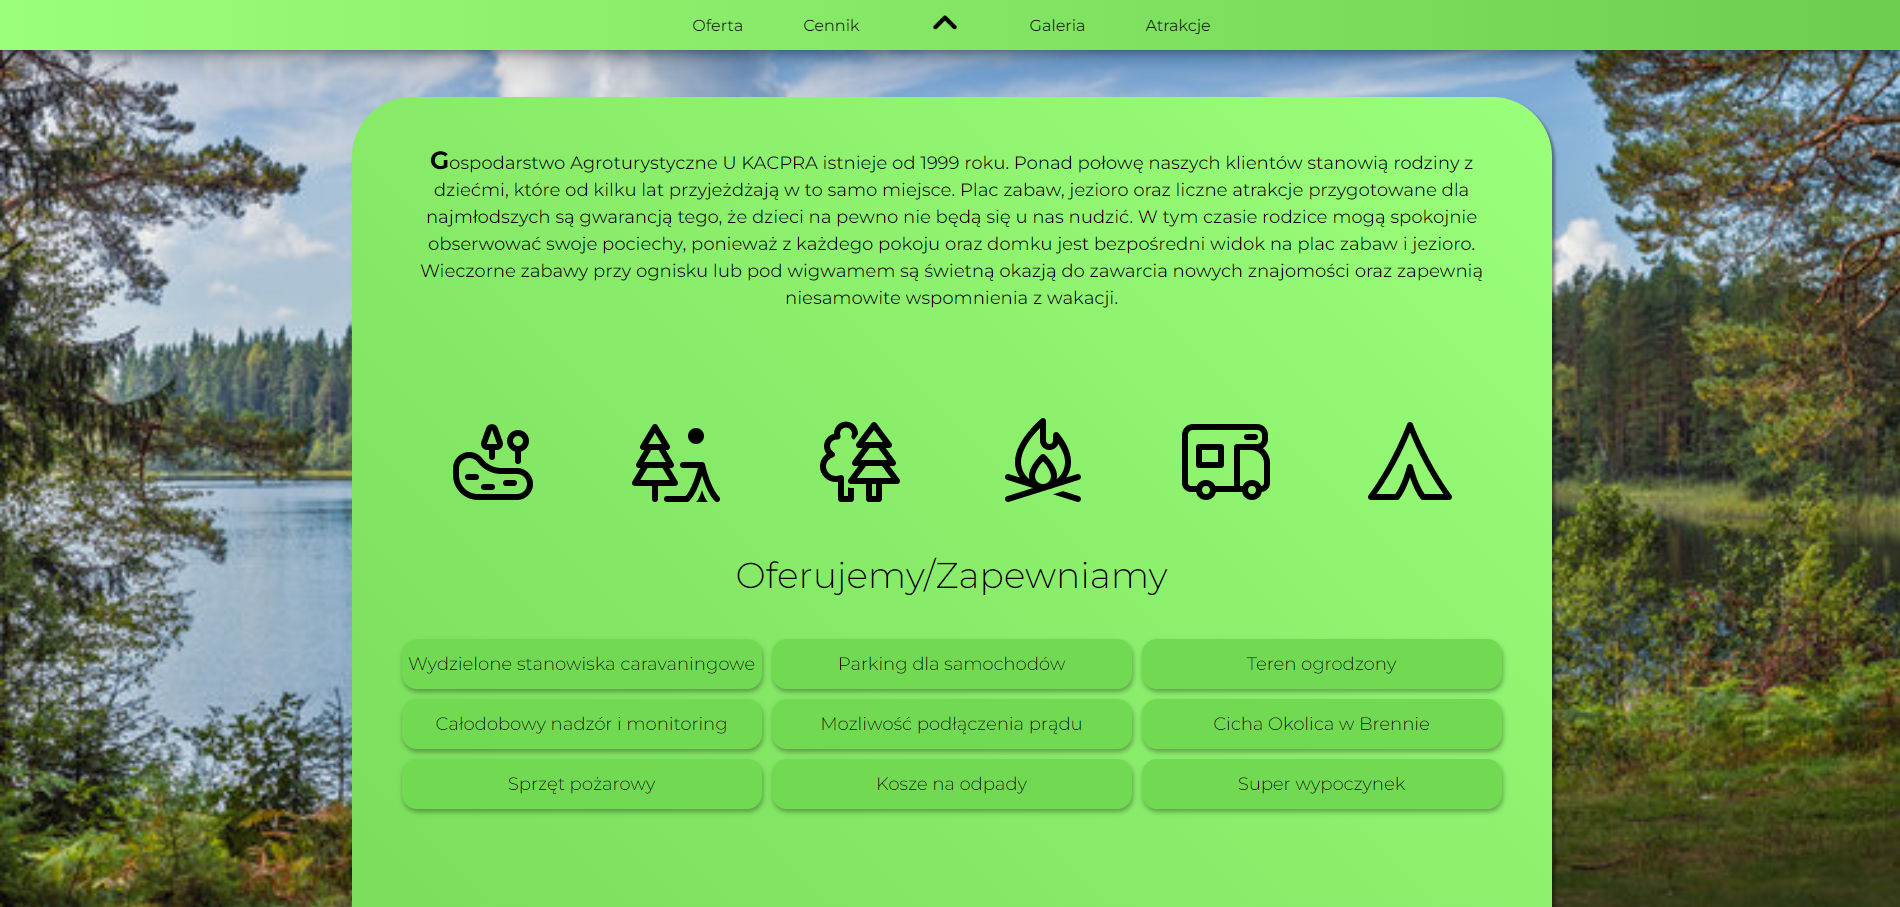 Oferta Cennik Galeria Atrakcje
Gospodarstwo Agroturystyczne U KACPRA istnieje od 1999 roku. Ponad połowę naszych klientów stanowią rodziny z
dziećmi, które od kilku lat przyjeżdżają w to samo miejsce. Plac zabaw, jezioro oraz liczne atrakcje przygotowane dla
najmłodszych są gwarancją tego, że dzieci na pewno nie będą się u nas nudzić. W tym czasie rodzice mogą spokojnie
obserwować swoje pociechy, ponieważ z każdego pokoju oraz domku jest bezpośredni widok na plac zabaw i jezioro.
Wieczorne zabawy przy ognisku lub pod wigwamem są świetną okazją do zawarcia nowych znajomości oraz zapewnią
niesamowite wspomnienia z wakacji.
Oferujemy/Zapewniamy
Wydzielone stanowiska caravaningowe Parking dla samochodów Teren ogrodzony
Całodobowy nadzór i monitoring Mozliwość podłączenia prądu Cicha Okolica w Brennie
Sprzęt pożarowy Kosze na odpady Super wypoczynek